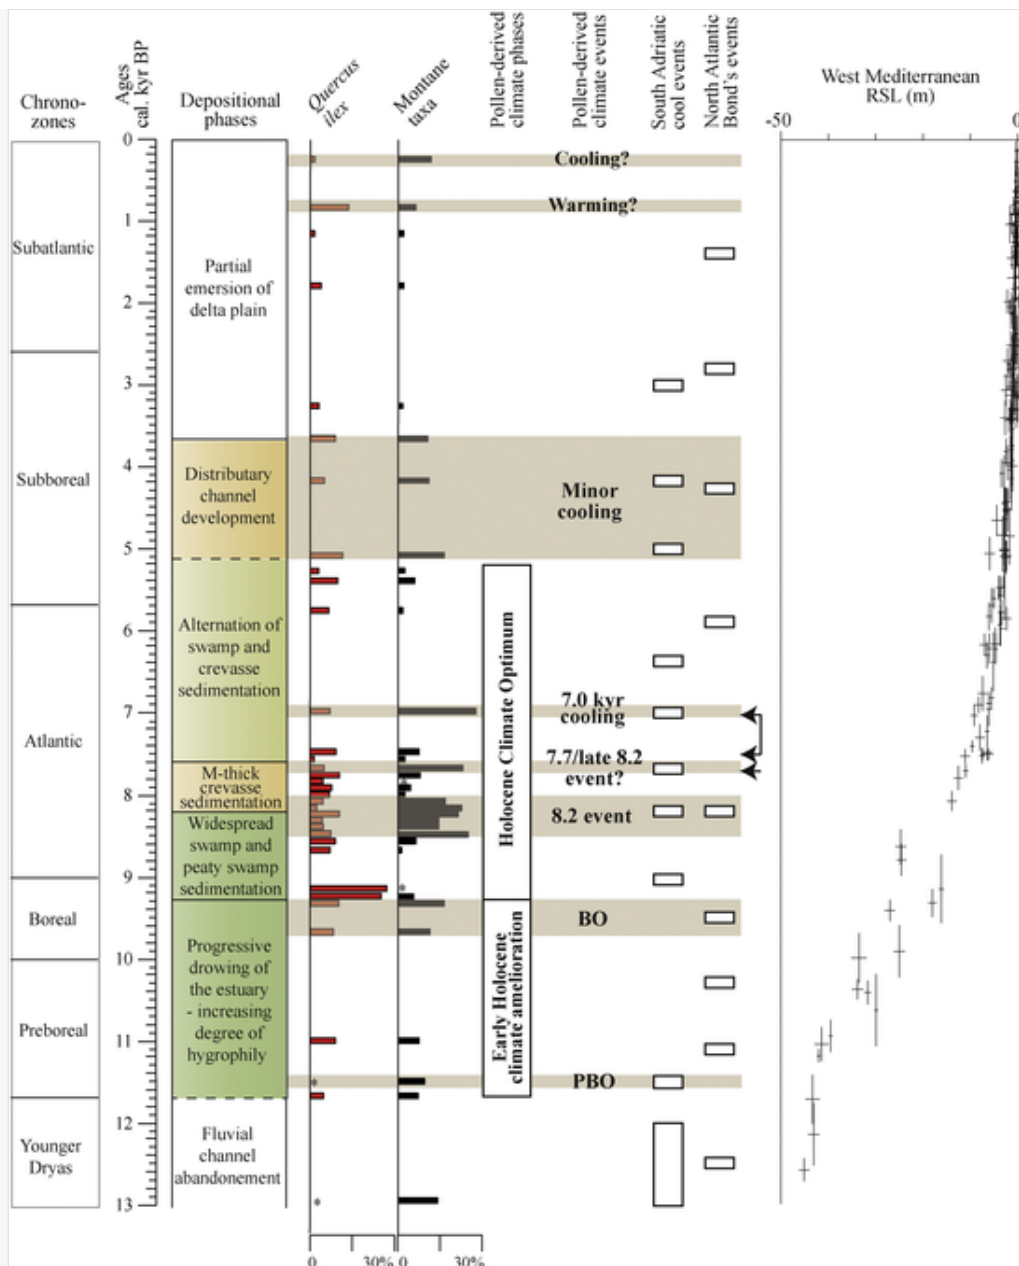 Chrono-
zones
Ages
cal. kyr BP
Depositional
phases
Quercus
ilex
Montane
taxa
Pollen-derived
climate phases
Pollen-derived
climate events
South Adriatic
cool events
North Atlantic
Bond's events
West Mediterranean
RSL (m)
-50
0
0
1
2
3
4
5
6
7
8
9
10
11
12
13
Subatlantic
Subboreal
Atlantic
Boreal
Preboreal
Younger
Dryas
Partial
emersion of
delta plain
Distributary
channel
development
Alternation of
swamp and
crevasse
sedimentation
M-thick
crevasse
sedimentation
Widespread
swamp and
peaty swamp
sedimentation
Progressive
drowing of
the estuary
- increasing
degree of
hygrophily
Fluvial
channel
abandonement
Holocene Climate Optimum
Early Holocene
climate amelioration
Cooling?
Warming?
Minor
cooling
7.0 kyr
cooling
7.7/late 8.2
event?
8.2 event
BO
PBO
0
30%
0
30%